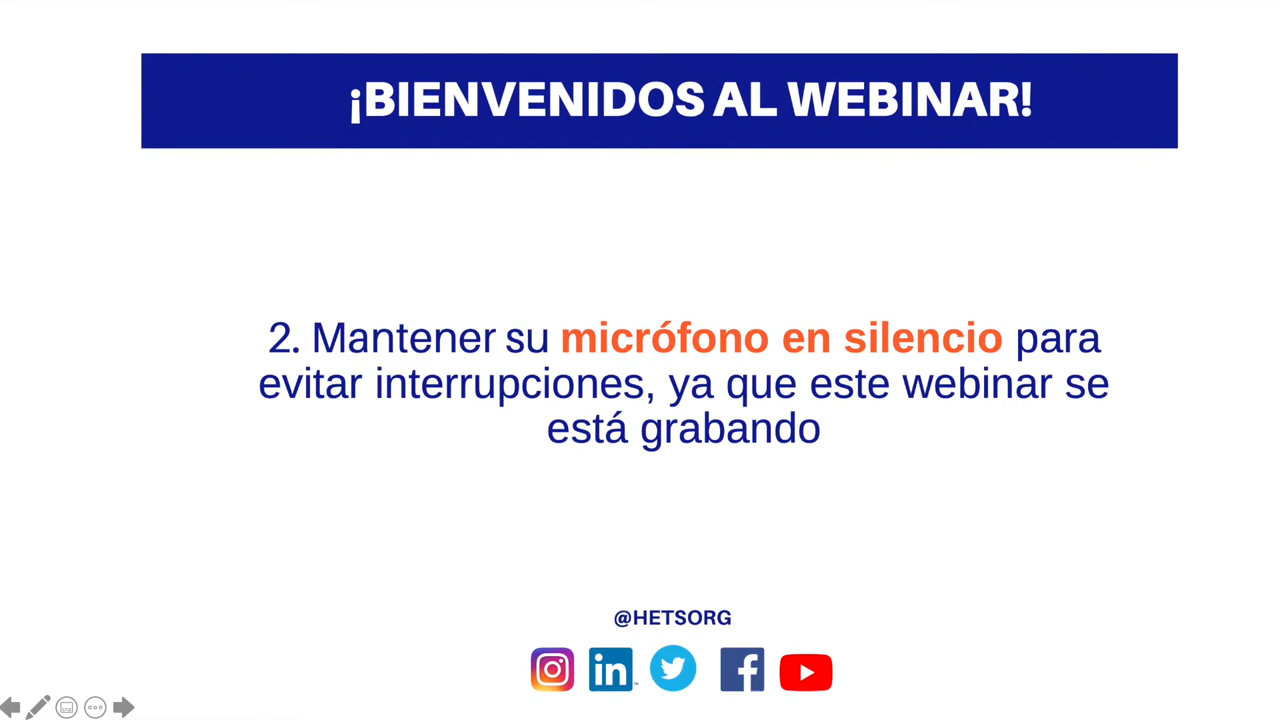 ¡BIENVENIDOS AL WEBINAR!
2. Mantener su micrófono en silencio para
evitar interrupciones, ya que este webinar se
está grabando
@HETSORG
in